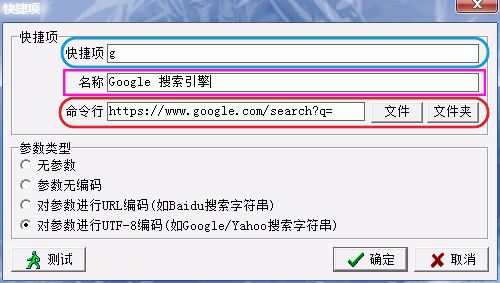 快捷项
快捷项
快捷项 g
名称 Google 搜索引擎
命令行 https://www.google.com/search?q= 文件 文件夹
参数类型
无参数
参数无编码
对参数进行URL编码(如Baidu搜索字符串)
对参数进行UTF-8编码(如Google/Yahoo搜索字符串)
测试 确定 取消